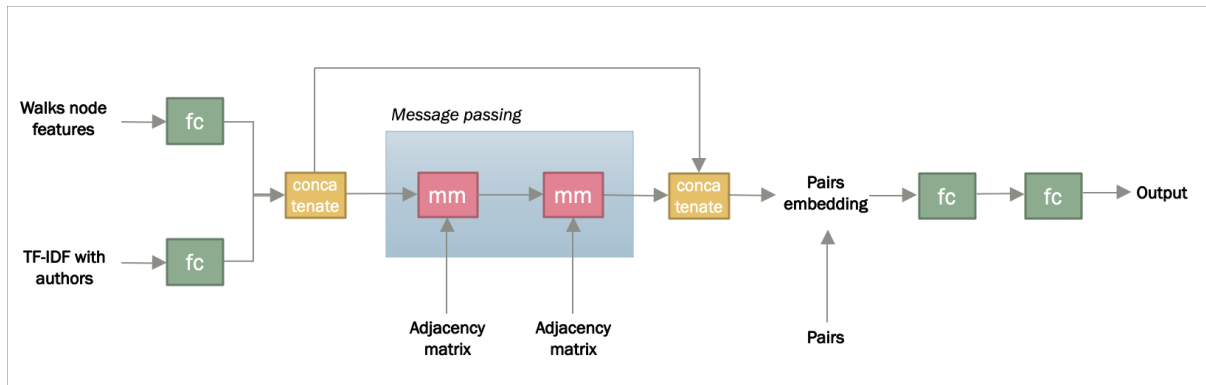 Message passing
Walks node
features
fc
conca
tenate
mm
mm
conca
tenate
Pairs
embedding
fc
fc
Output
TF-IDF with
authors
fc
Adjacency
matrix
Adjacency
matrix
Pairs